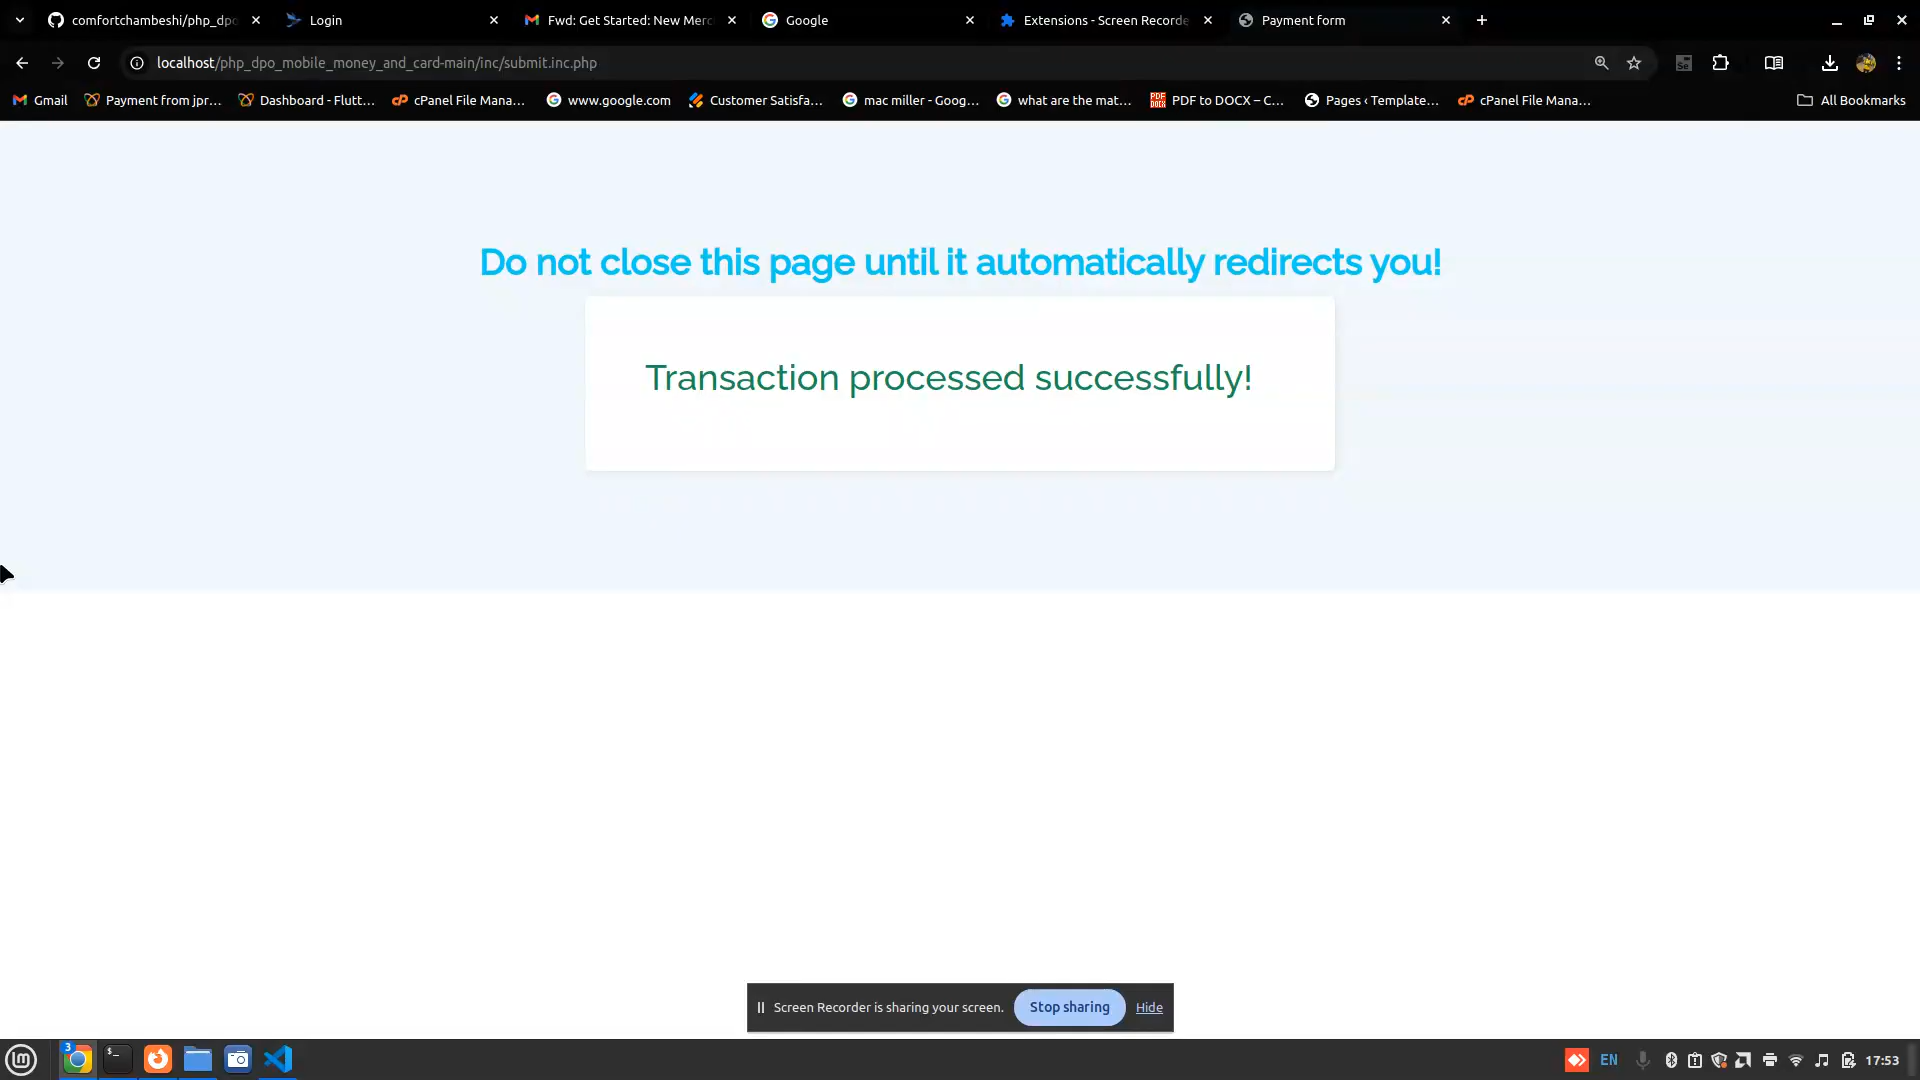 comfortchambeshi/php_dpo
Login
Fwd: Get Started: New Merc
Google
Extensions - Screen Recorde
Payment form
localhost/php_dpo_mobile_money_and_card-main/inc/submit.inc.php
Gmail
Payment from jpr...
Dashboard - Flutt...
cPanel File Mana...
www.google.com
Customer Satisfa...
mac miller - Goog...
what are the mat...
PDF to DOCX – C...
Pages ‹ Template...
cPanel File Mana...
All Bookmarks
Do not close this page until it automatically redirects you!
Transaction processed successfully!
Screen Recorder is sharing your screen.
Stop sharing
Hide
3
EN
17:53